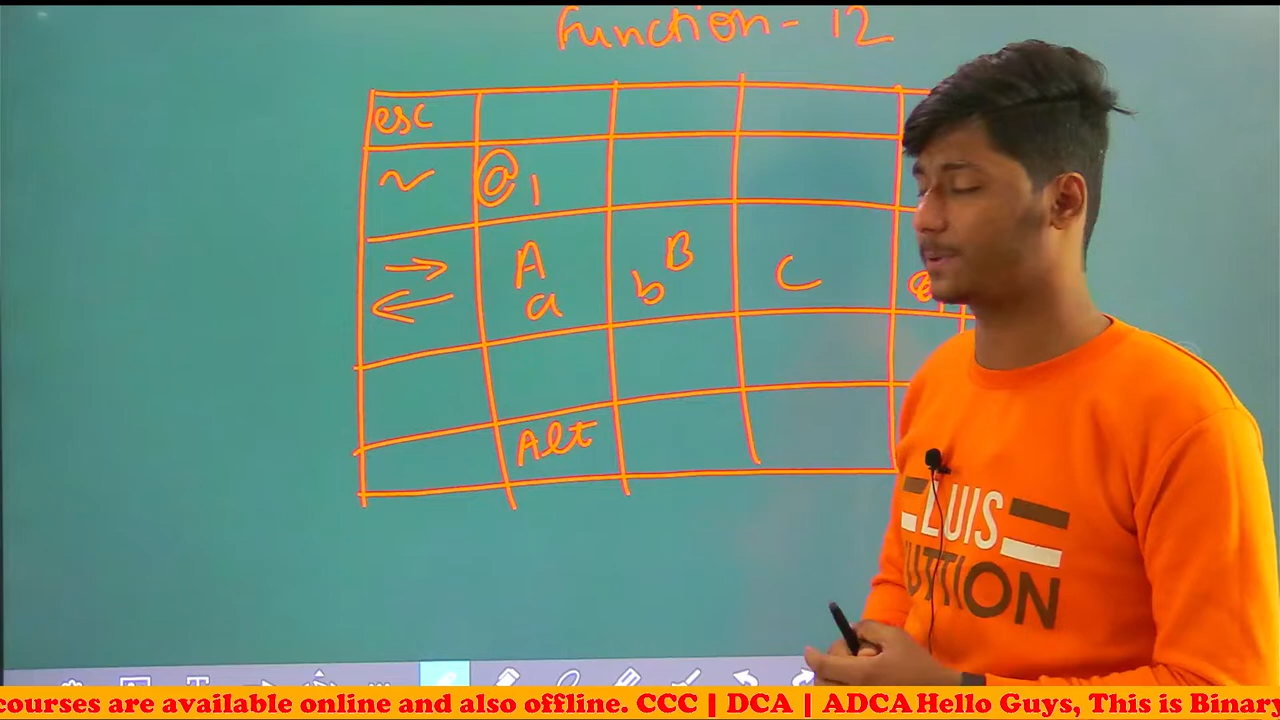 Function - 12
esc
~ @ 1
→ A B
← a b C
Alt
LUIS
UTTION
courses are available online and also offline. CCC | DCA | ADCA Hello Guys, This is Binary